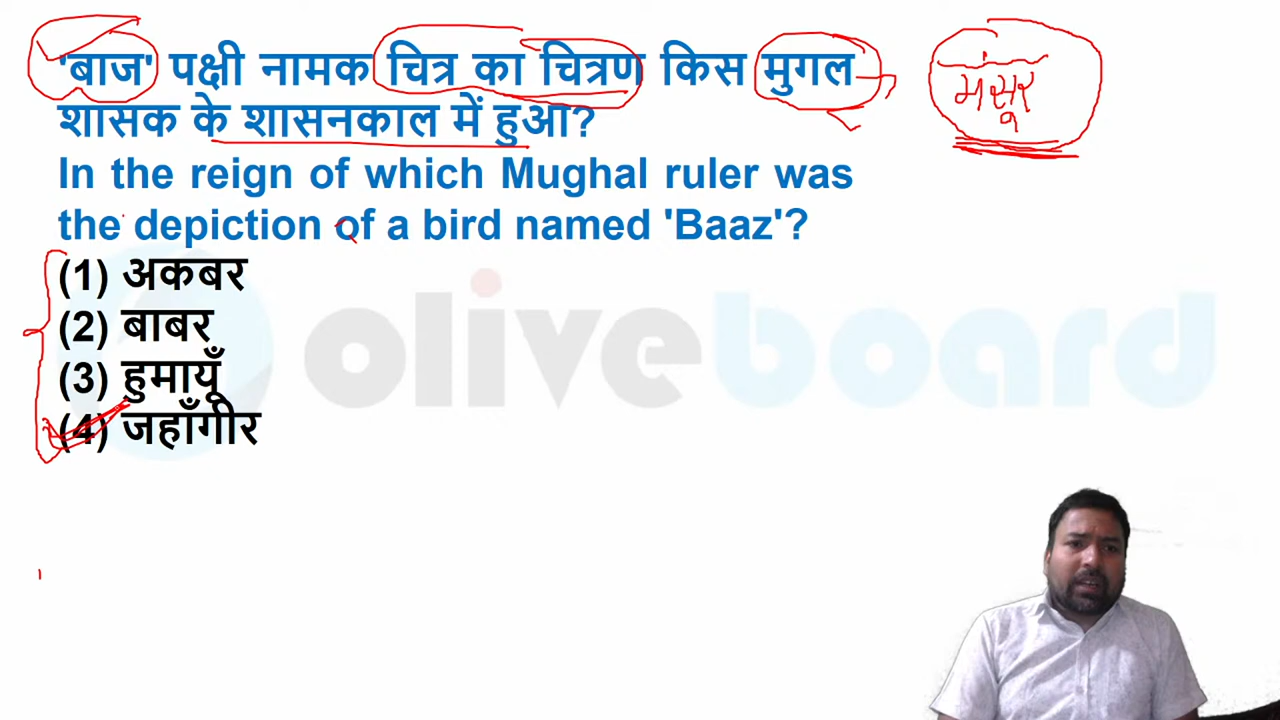 'बाज' पक्षी नामक चित्र का चित्रण किस मुगल
मंसूर
शासक के शासनकाल में हुआ?
In the reign of which Mughal ruler was
the depiction of a bird named 'Baaz'?
(1) अकबर
(2) बाबर
(3) हुमायूँ
(4) जहाँगीर
oliveboard